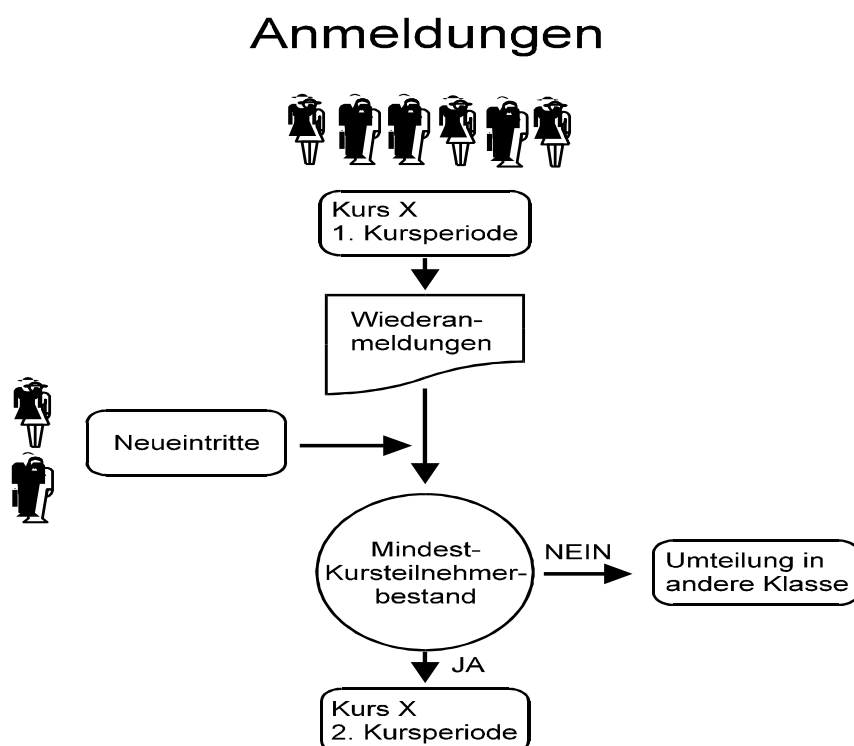 Anmeldungen
Kurs X
1. Kursperiode
Wiederan-
meldungen
Neueintritte
Mindest-
Kursteilnehmer-
bestand
NEIN
Umteilung in
andere Klasse
JA
Kurs X
2. Kursperiode